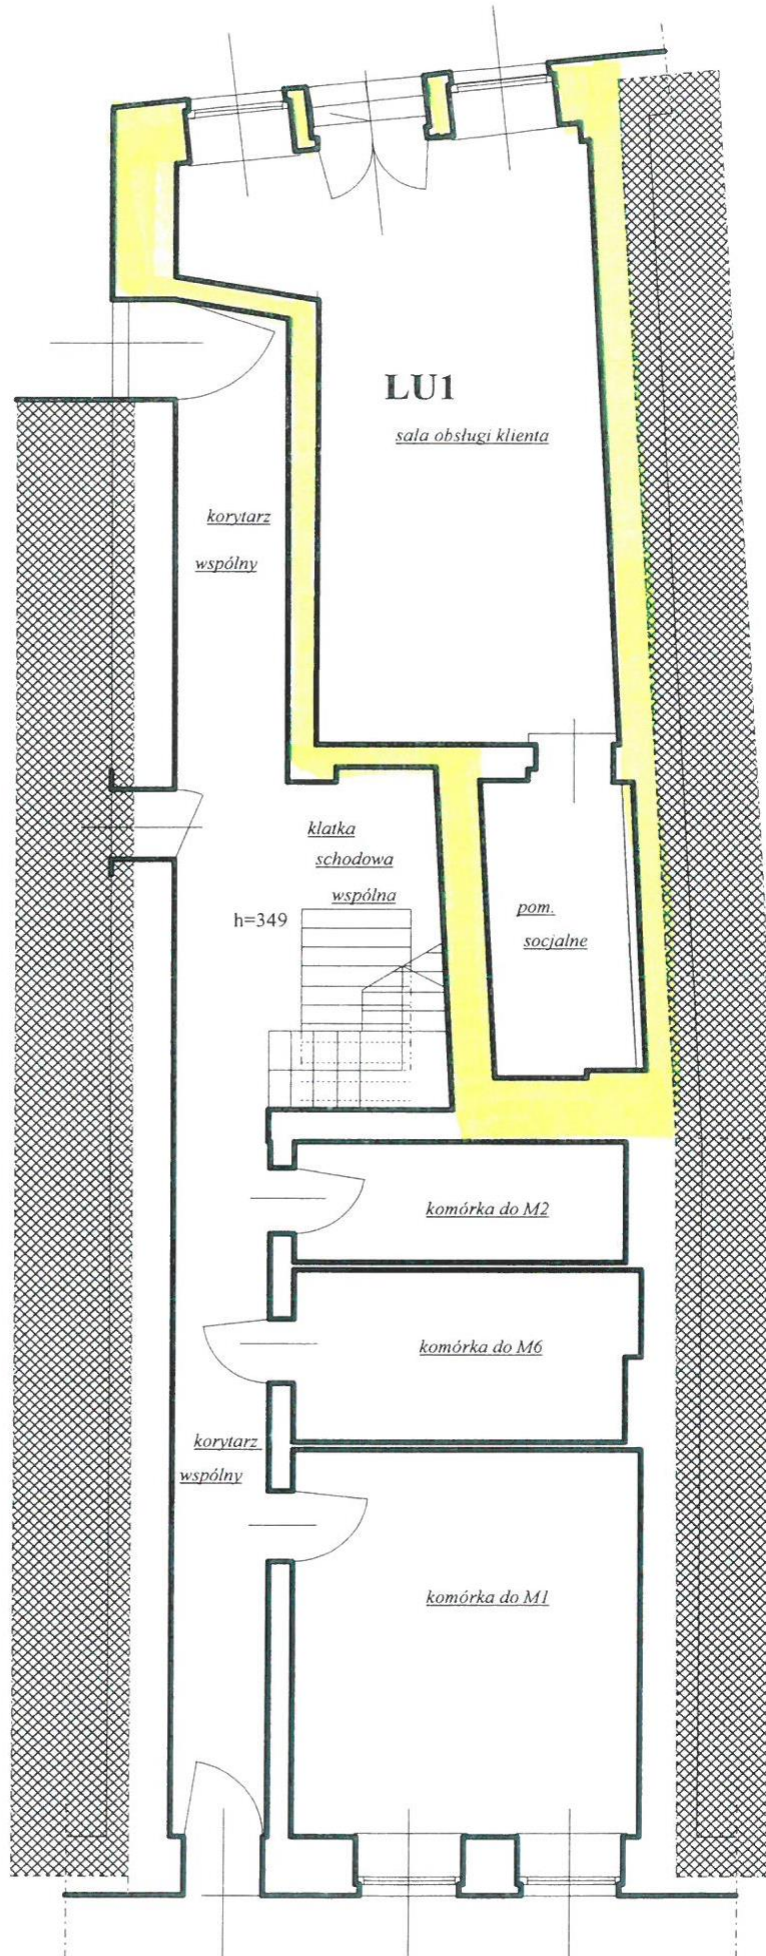 LU1
sala obsługi klienta
korytarz
wspólny
klatka
schodowa
wspólna
h=349
pom.
socjalne
komórka do M2
komórka do M6
korytarz
wspólny
komórka do M1